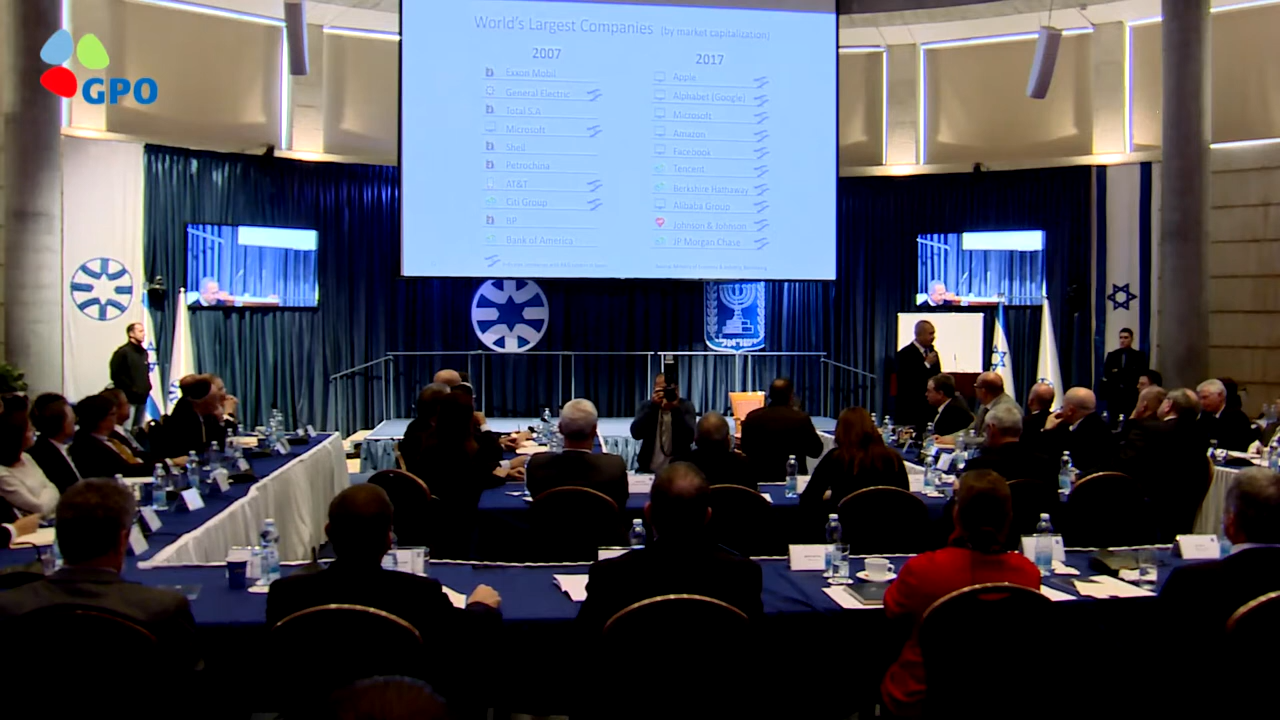 GPO
World's Largest Companies (by market capitalization)
2007
Exxon Mobil
General Electric
Total S.A
Microsoft
Shell
Petrochina
AT&T
Citi Group
BP
Bank of America
2017
Apple
Alphabet (Google)
Microsoft
Amazon
Facebook
Tencent
Berkshire Hathaway
Alibaba Group
Johnson & Johnson
JP Morgan Chase
ישראל